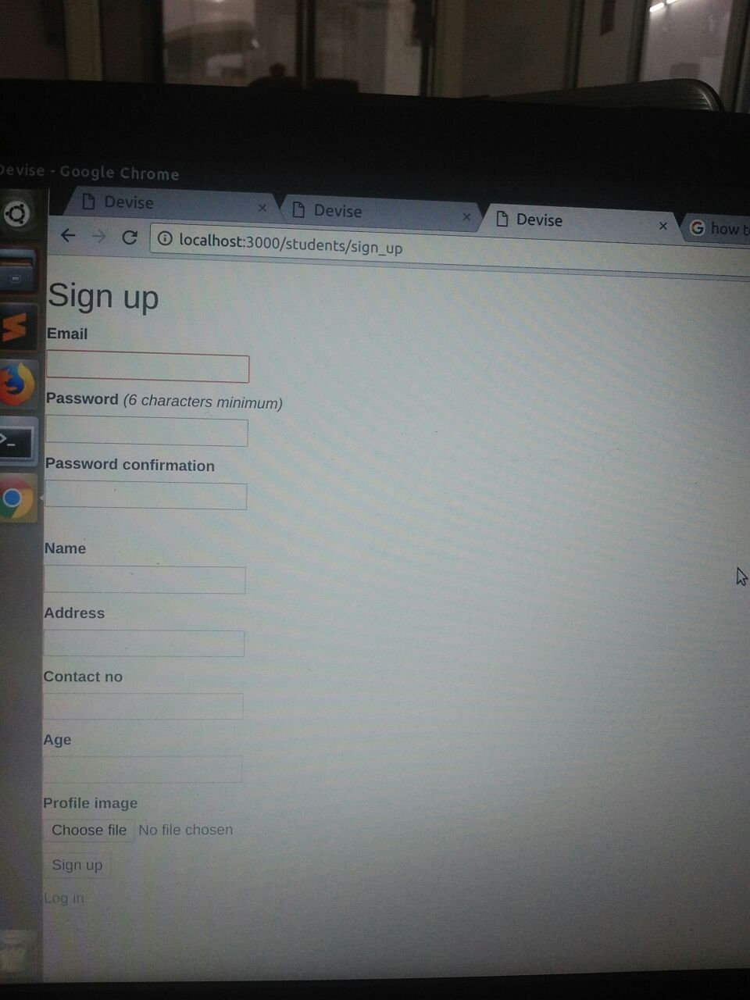 Devise - Google Chrome
Devise
Devise
Devise
how t
localhost:3000/students/sign_up
Sign up
Email
Password (6 characters minimum)
Password confirmation
Name
Address
Contact no
Age
Profile image
Choose file No file chosen
Sign up
Log in